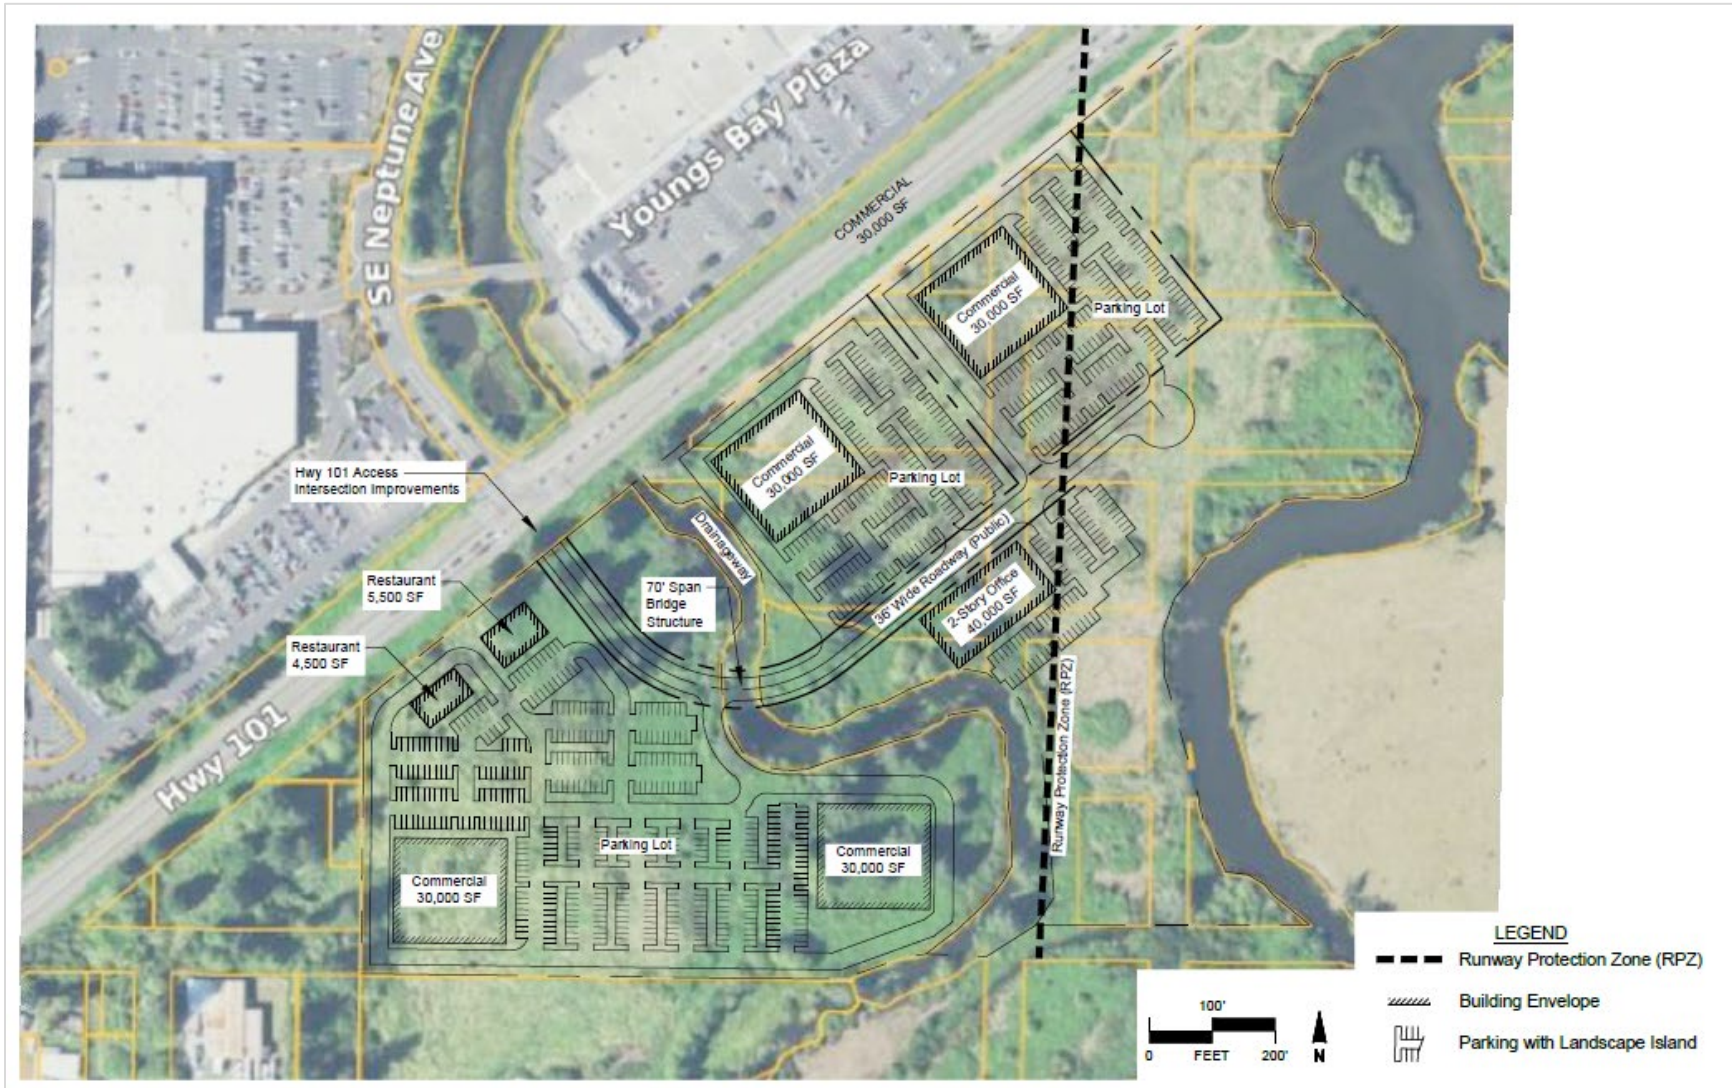 SE Neptune Ave
Youngs Bay Plaza
COMMERCIAL
30,000 SF
Commercial
30,000 SF
Parking Lot
Commercial
30,000 SF
Parking Lot
Hwy 101 Access
Intersection Improvements
Drainageway
36' Wide Roadway (Public)
Restaurant
5,500 SF
70' Span
Bridge
Structure
2-Story Office
40,000 SF
Restaurant
4,500 SF
Runway Protection Zone (RPZ)
Hwy 101
Parking Lot
Commercial
30,000 SF
Commercial
30,000 SF
LEGEND
Runway Protection Zone (RPZ)
Building Envelope
Parking with Landscape Island
100'
0 FEET 200'
N